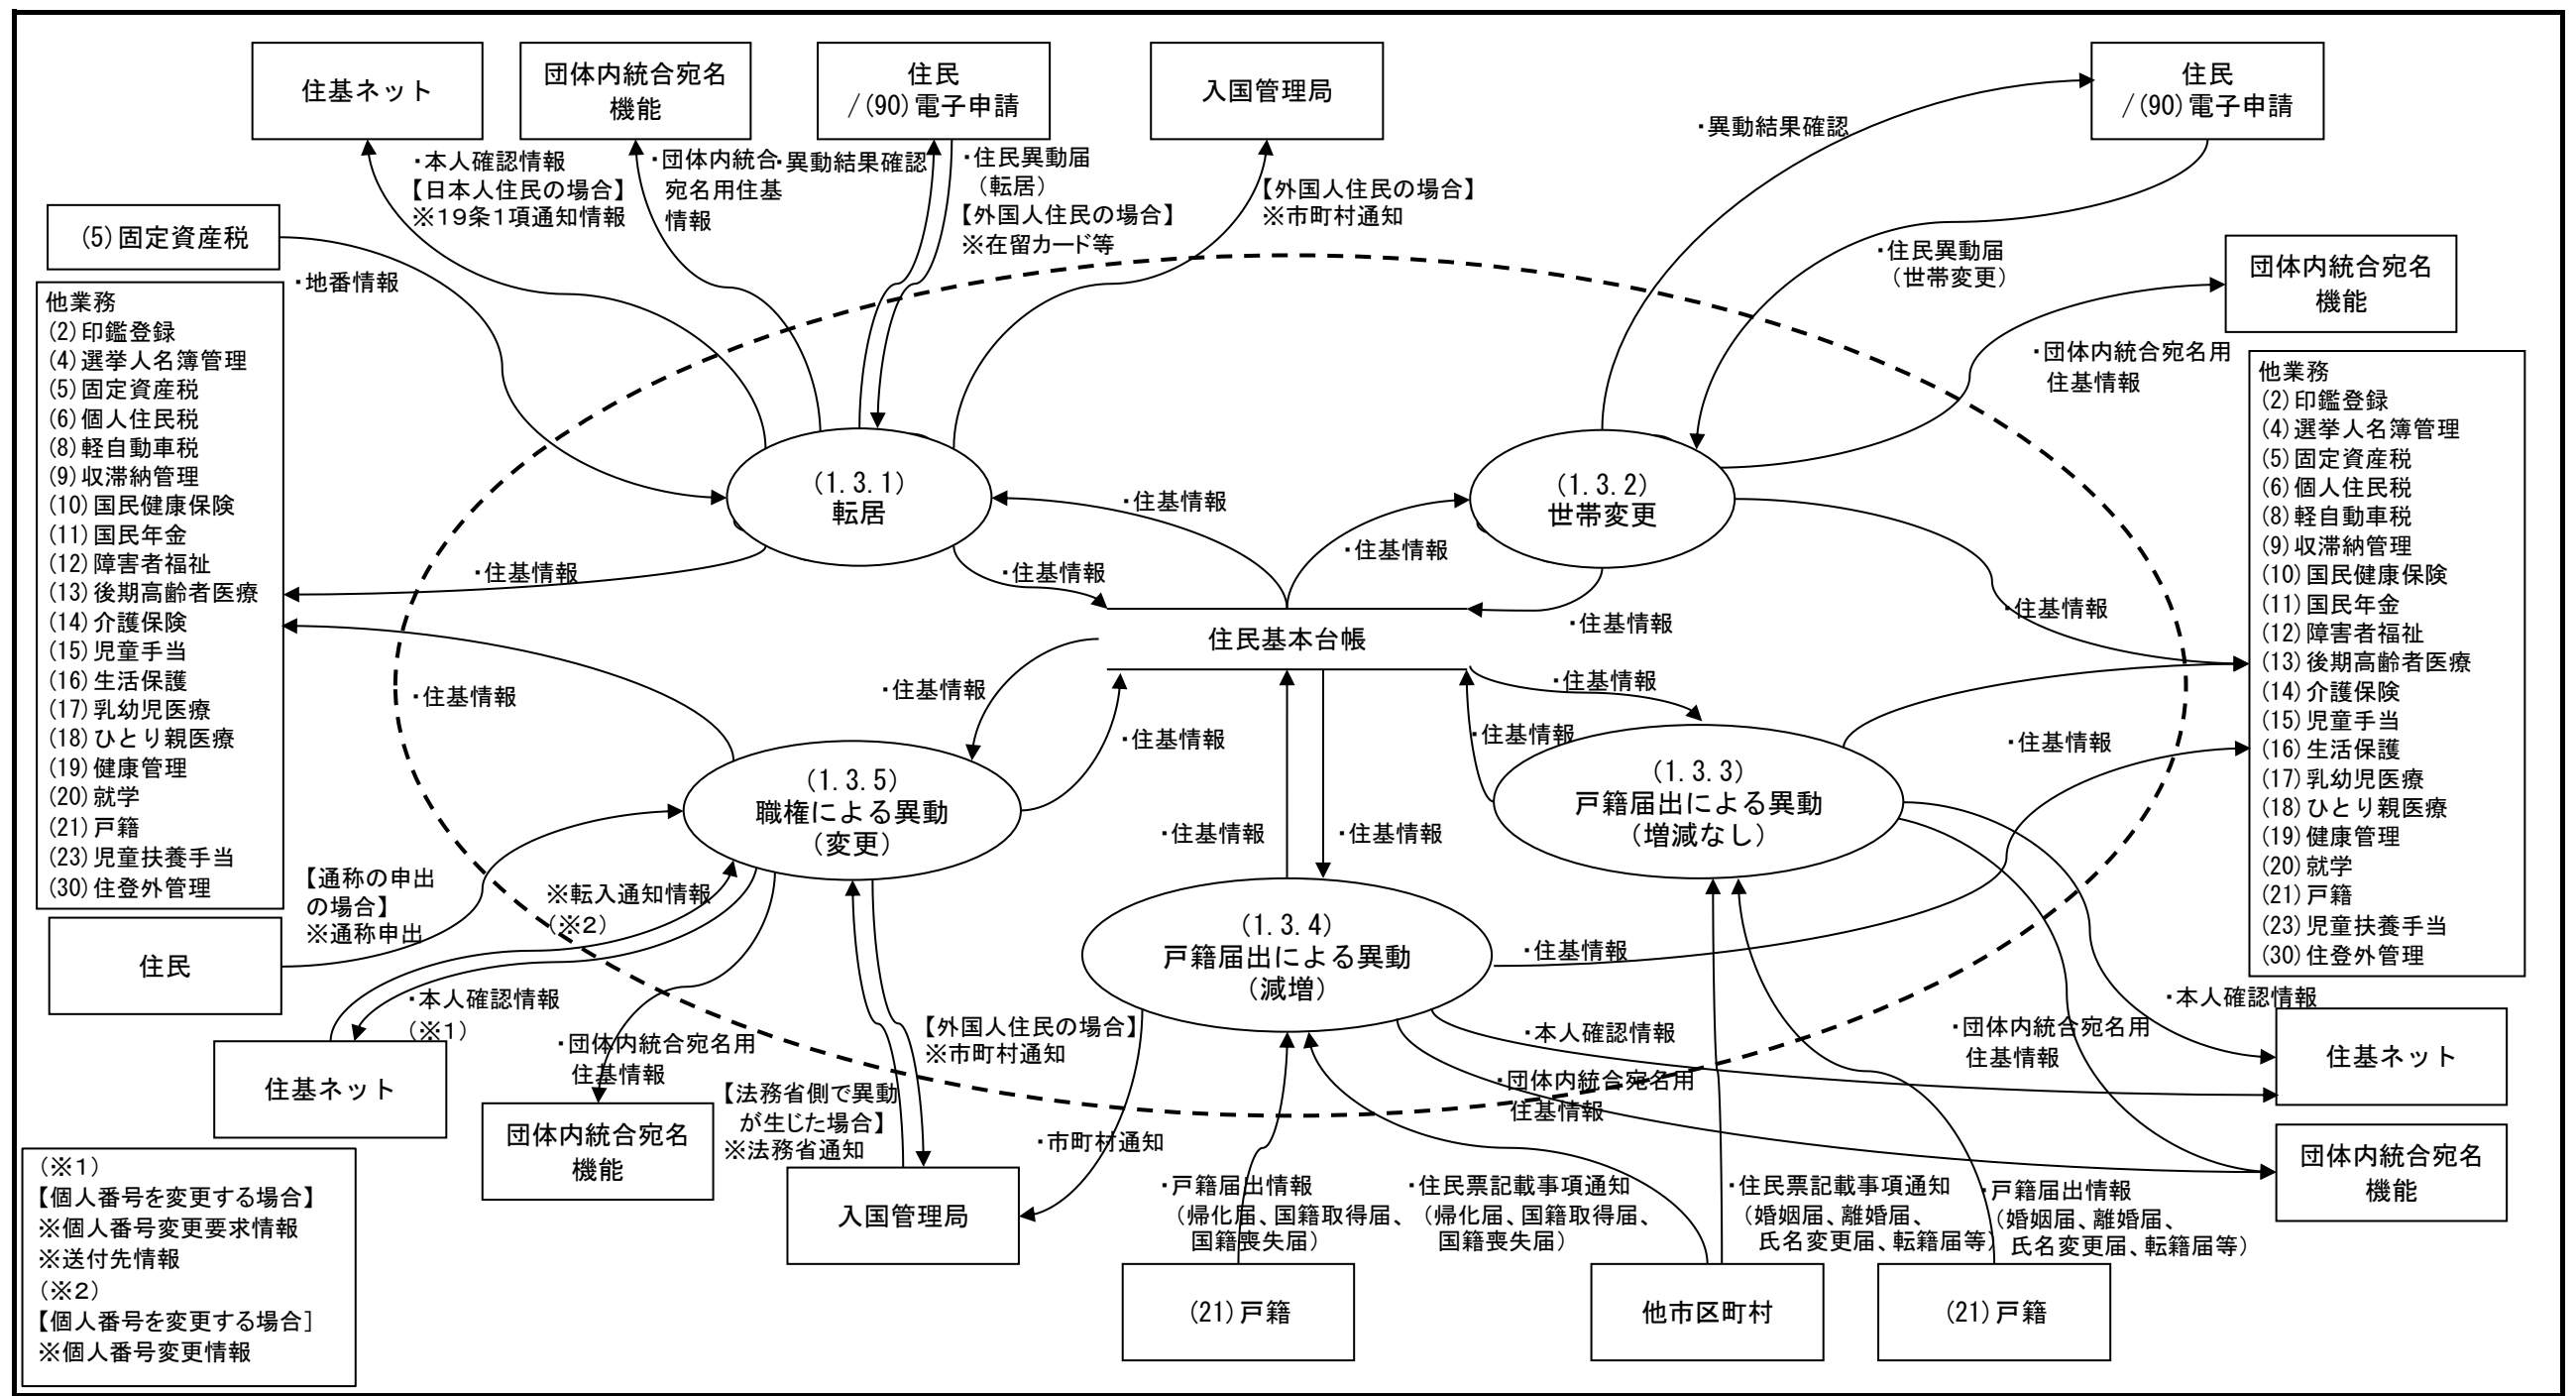 住基ネット
団体内統合宛名
機能
住民
/(90)電子申請
入国管理局
住民
/(90)電子申請
・本人確認情報
【日本人住民の場合】
※19条1項通知情報
・団体内統合
宛名用住基
情報
・異動結果確認
・住民異動届
(転居)
【外国人住民の場合】
※在留カード等
【外国人住民の場合】
※市町村通知
・異動結果確認
・住民異動届
(世帯変更)
(5)固定資産税
・地番情報
団体内統合宛名
機能
・団体内統合宛名用
住基情報
他業務
(2)印鑑登録
(4)選挙人名簿管理
(5)固定資産税
(6)個人住民税
(8)軽自動車税
(9)収滞納管理
(10)国民健康保険
(11)国民年金
(12)障害者福祉
(13)後期高齢者医療
(14)介護保険
(15)児童手当
(16)生活保護
(17)乳幼児医療
(18)ひとり親医療
(19)健康管理
(20)就学
(21)戸籍
(23)児童扶養手当
(30)住登外管理
他業務
(2)印鑑登録
(4)選挙人名簿管理
(5)固定資産税
(6)個人住民税
(8)軽自動車税
(9)収滞納管理
(10)国民健康保険
(11)国民年金
(12)障害者福祉
(13)後期高齢者医療
(14)介護保険
(15)児童手当
(16)生活保護
(17)乳幼児医療
(18)ひとり親医療
(19)健康管理
(20)就学
(21)戸籍
(23)児童扶養手当
(30)住登外管理
(1.3.1)
転居
(1.3.2)
世帯変更
・住基情報
・住基情報
・住基情報
・住基情報
・住基情報
・住基情報
住民基本台帳
・住基情報
・住基情報
・住基情報
・住基情報
・住基情報
・住基情報
(1.3.5)
職権による異動
(変更)
(1.3.3)
戸籍届出による異動
(増減なし)
・住基情報
・住基情報
(1.3.4)
戸籍届出による異動
(減増)
・住基情報
【通称の申出
の場合】
※通称申出
※転入通知情報
(※2)
住民
・本人確認情報
(※1)
住基ネット
・団体内統合宛名用
住基情報
団体内統合宛名
機能
【外国人住民の場合】
※市町村通知
【法務省側で異動
が生じた場合】
※法務省通知
入国管理局
・市町材通知
・本人確認情報
・団体内統合宛名用
住基情報
・本人確認情報
・団体内統合宛名用
住基情報
住基ネット
団体内統合宛名
機能
(※1)
【個人番号を変更する場合】
※個人番号変更要求情報
※送付先情報
(※2)
【個人番号を変更する場合]
※個人番号変更情報
・戸籍届出情報
(帰化届、国籍取得届、
国籍喪失届)
・住民票記載事項通知
(帰化届、国籍取得届、
国籍喪失届)
・住民票記載事項通知
(婚姻届、離婚届、
氏名変更届、転籍届等)
・戸籍届出情報
(婚姻届、離婚届、
氏名変更届、転籍届等)
(21)戸籍
他市区町村
(21)戸籍